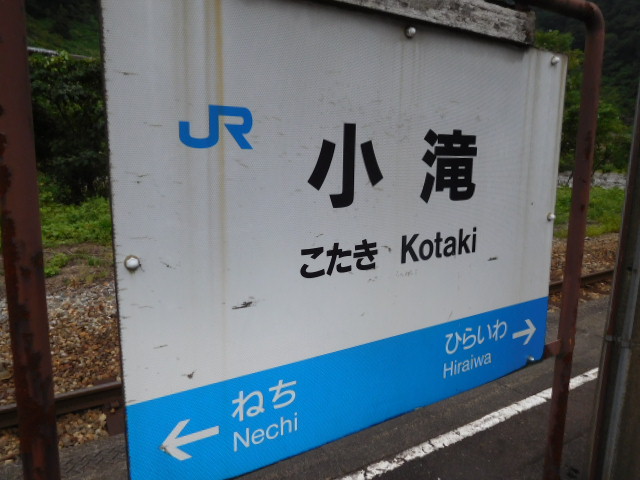 JR
小滝
こたき Kotaki
ねち
Nechi
ひらいわ
Hiraiwa